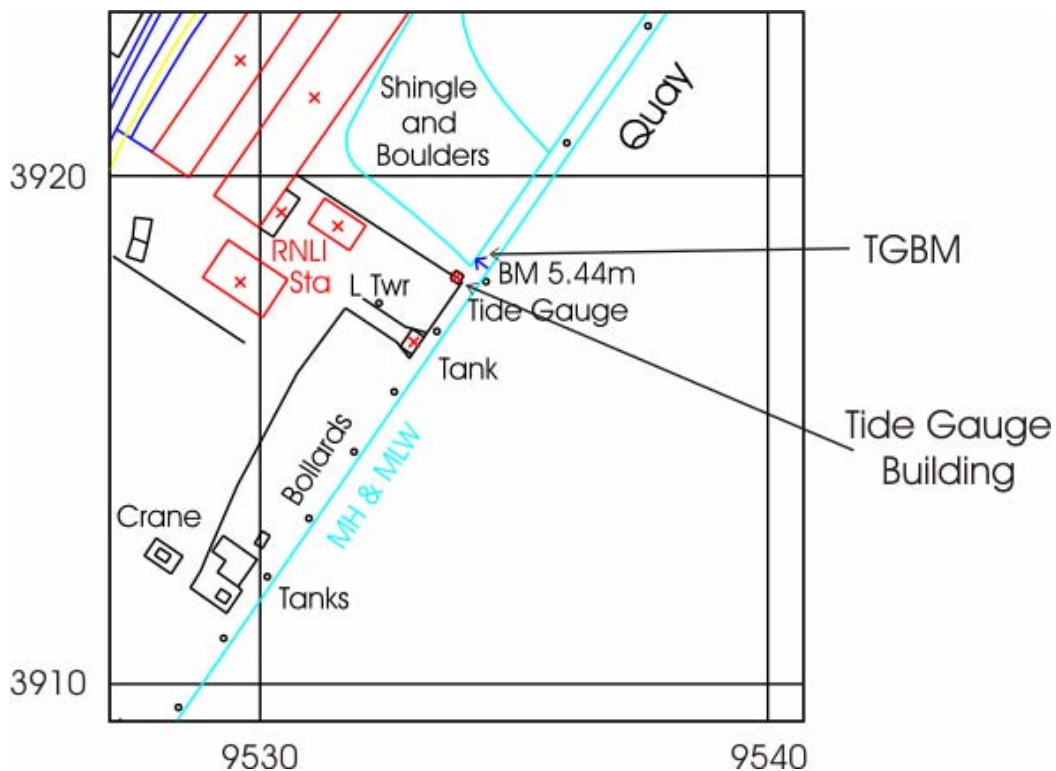 Shingle
and
Boulders
Quay
3920
TGBM
RNLI
Sta
BM 5.44m
L Twr
Tide Gauge
Tank
Tide Gauge
Building
Bollards
MH & MLW
Crane
Tanks
3910
9530
9540